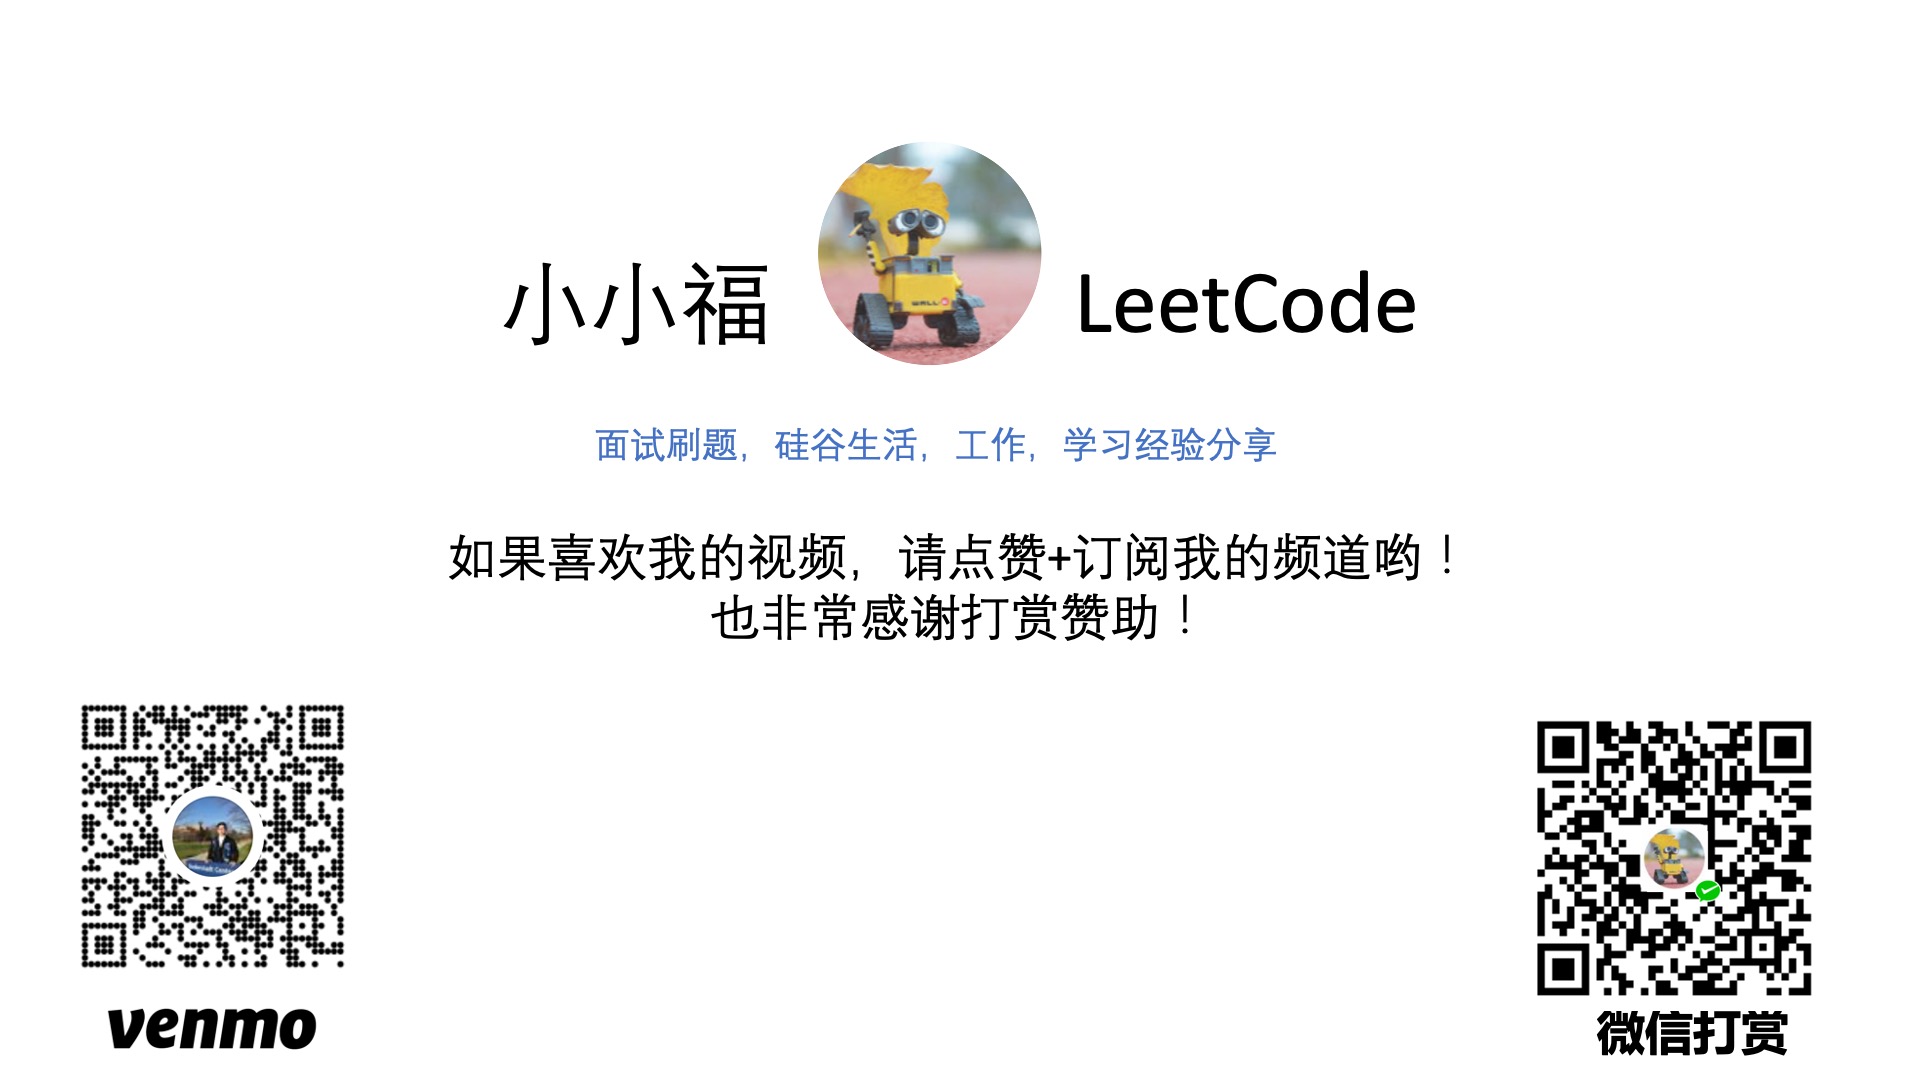 小小福 LeetCode
WALL
面试刷题，硅谷生活，工作，学习经验分享
如果喜欢我的视频，请点赞+订阅我的频道哟！
也非常感谢打赏赞助！
venmo
微信打赏